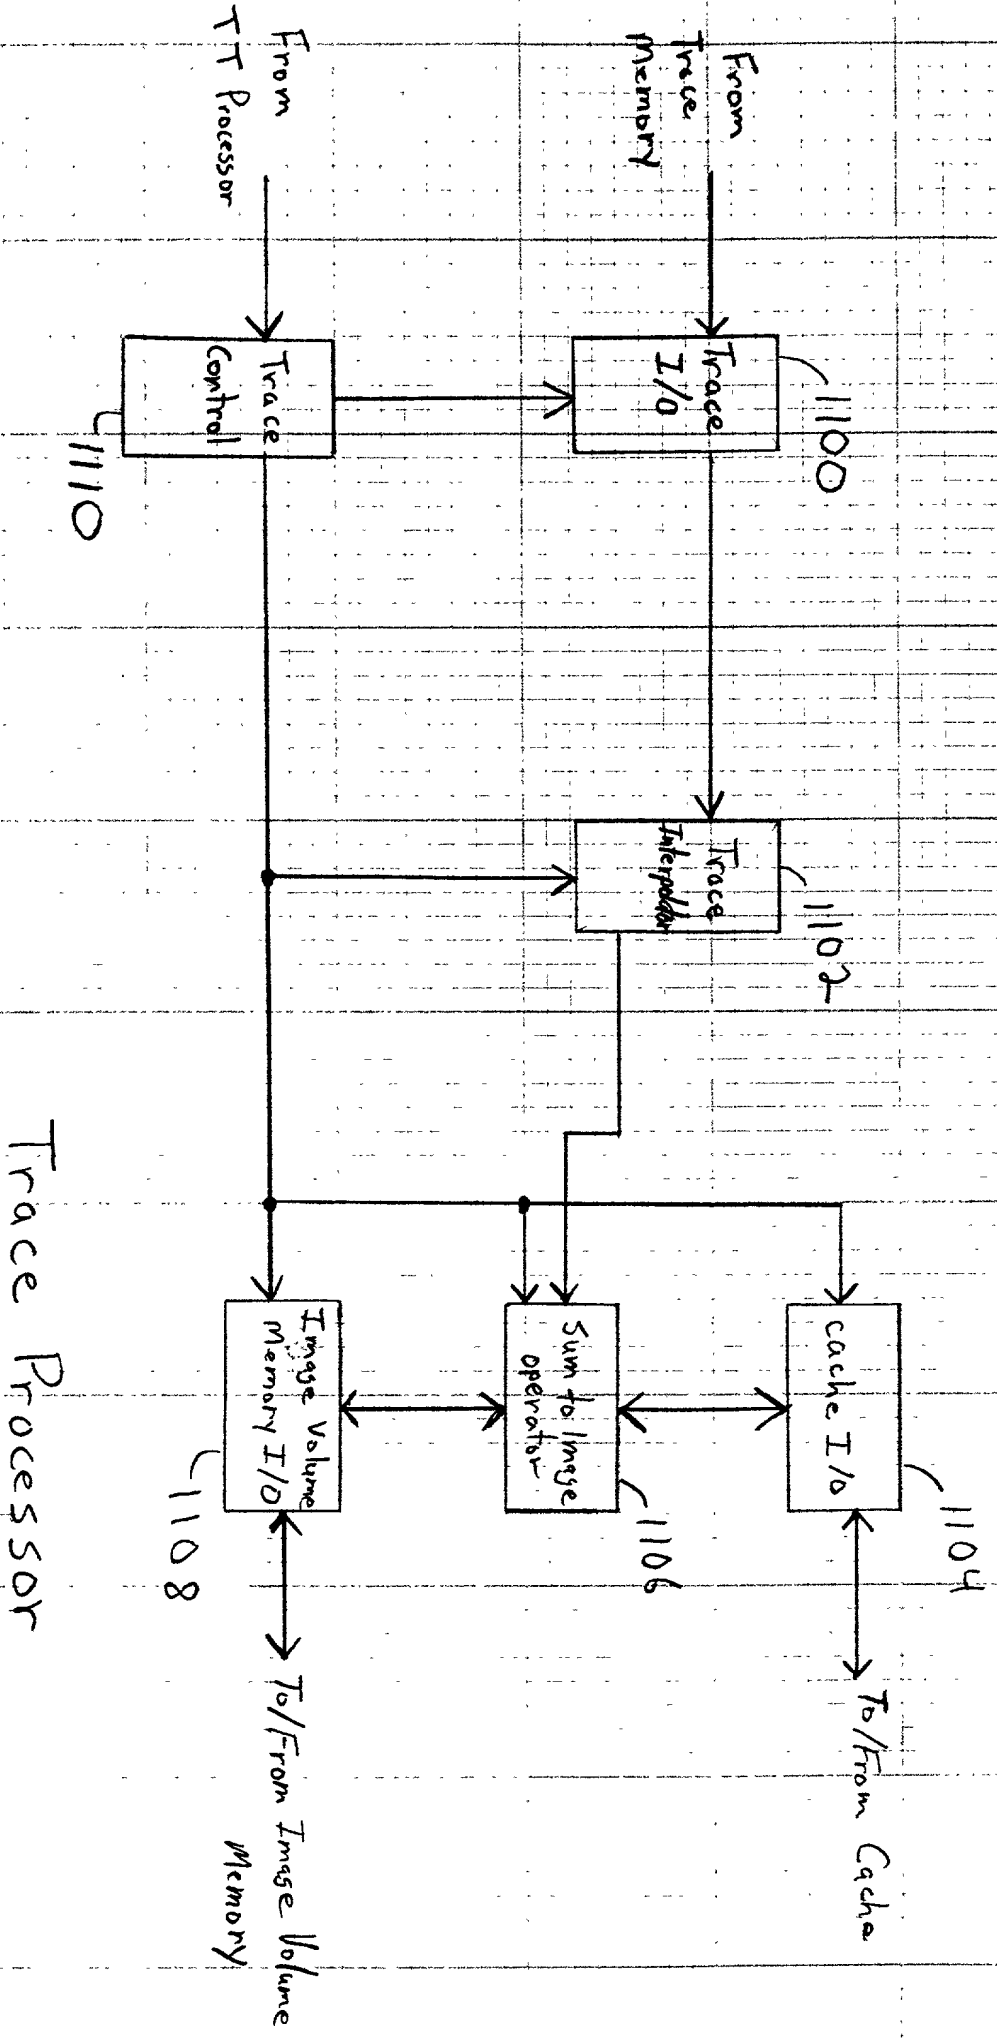 From
Trace
Memory
Trace
I/O
1100
Trace
Interpolator
1102
cache I/O
1104
To/From Cache
Sum to Image
operator
1106
From
TT Processor
Trace
Control
1110
Image Volume
Memory I/O
1108
To/From Image Volume
Memory
Trace Processor